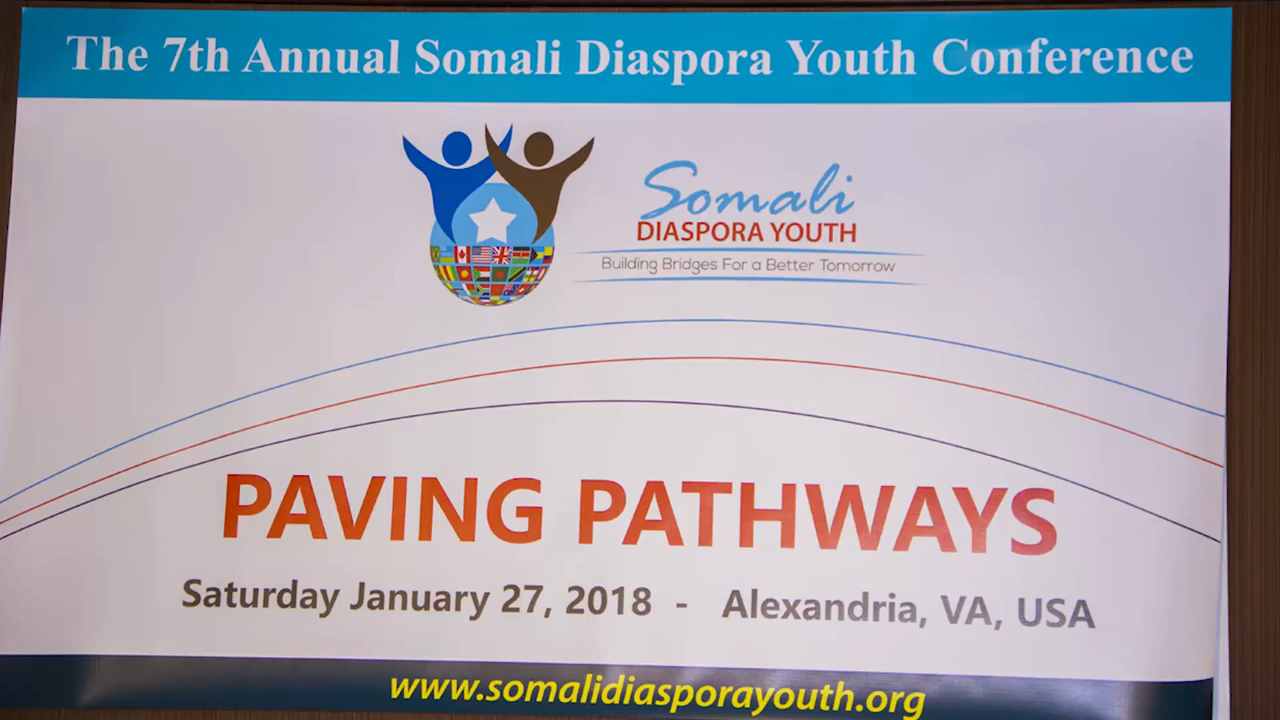 The 7th Annual Somali Diaspora Youth Conference
Somali
DIASPORA YOUTH
Building Bridges For a Better Tomorrow
PAVING PATHWAYS
Saturday January 27, 2018 - Alexandria, VA, USA
www.somalidiasporayouth.org